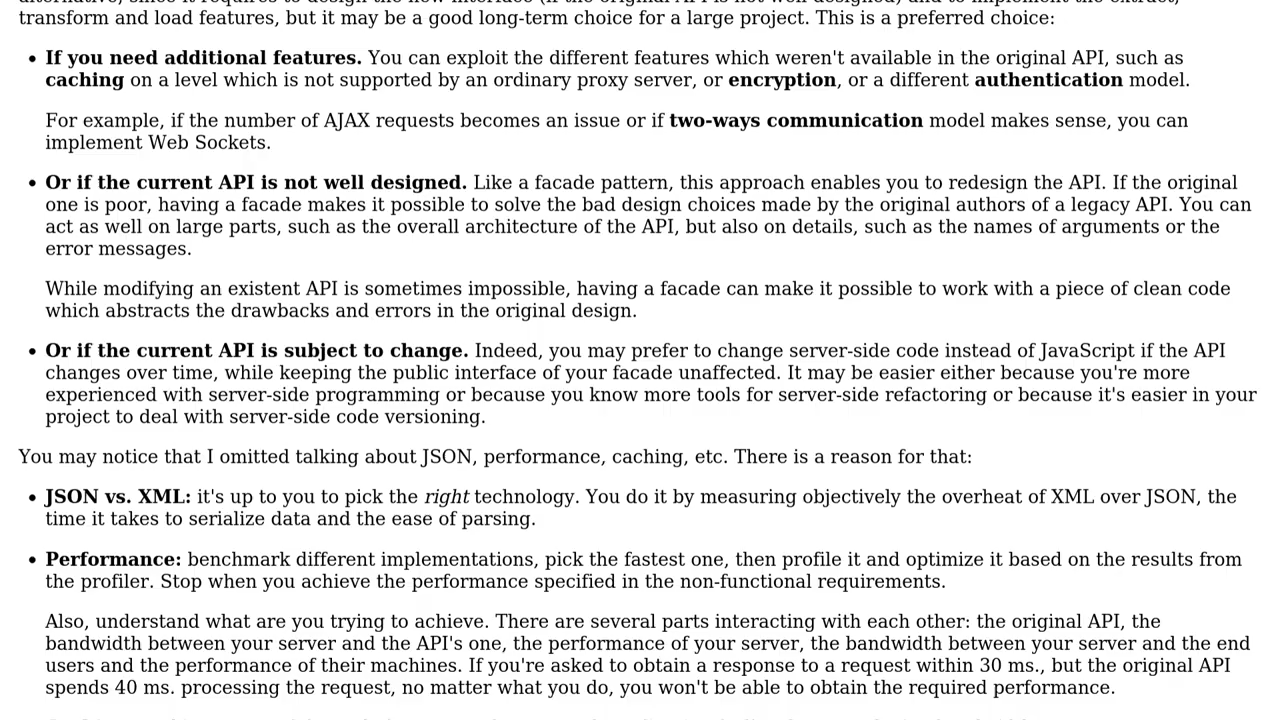 transform and load features, but it may be a good long-term choice for a large project. This is a preferred choice:
• If you need additional features. You can exploit the different features which weren't available in the original API, such as
caching on a level which is not supported by an ordinary proxy server, or encryption, or a different authentication model.
For example, if the number of AJAX requests becomes an issue or if two-ways communication model makes sense, you can
implement Web Sockets.
• Or if the current API is not well designed. Like a facade pattern, this approach enables you to redesign the API. If the original
one is poor, having a facade makes it possible to solve the bad design choices made by the original authors of a legacy API. You can
act as well on large parts, such as the overall architecture of the API, but also on details, such as the names of arguments or the
error messages.
While modifying an existent API is sometimes impossible, having a facade can make it possible to work with a piece of clean code
which abstracts the drawbacks and errors in the original design.
• Or if the current API is subject to change. Indeed, you may prefer to change server-side code instead of JavaScript if the API
changes over time, while keeping the public interface of your facade unaffected. It may be easier either because you're more
experienced with server-side programming or because you know more tools for server-side refactoring or because it's easier in your
project to deal with server-side code versioning.
You may notice that I omitted talking about JSON, performance, caching, etc. There is a reason for that:
• JSON vs. XML: it's up to you to pick the right technology. You do it by measuring objectively the overheat of XML over JSON, the
time it takes to serialize data and the ease of parsing.
• Performance: benchmark different implementations, pick the fastest one, then profile it and optimize it based on the results from
the profiler. Stop when you achieve the performance specified in the non-functional requirements.
Also, understand what are you trying to achieve. There are several parts interacting with each other: the original API, the
bandwidth between your server and the API's one, the performance of your server, the bandwidth between your server and the end
users and the performance of their machines. If you're asked to obtain a response to a request within 30 ms., but the original API
spends 40 ms. processing the request, no matter what you do, you won't be able to obtain the required performance.